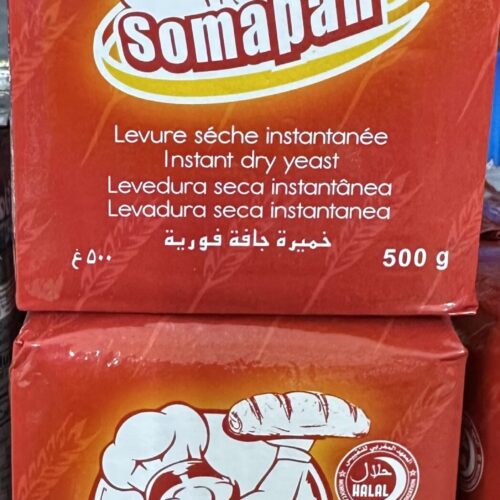 somapan
Levure séche instantanée
Instant dry yeast
Levedura seca instantânea
Levadura seca instantanea
خميرة جافة فورية
٥٠٠ غ
500 g
حلال
HALAL